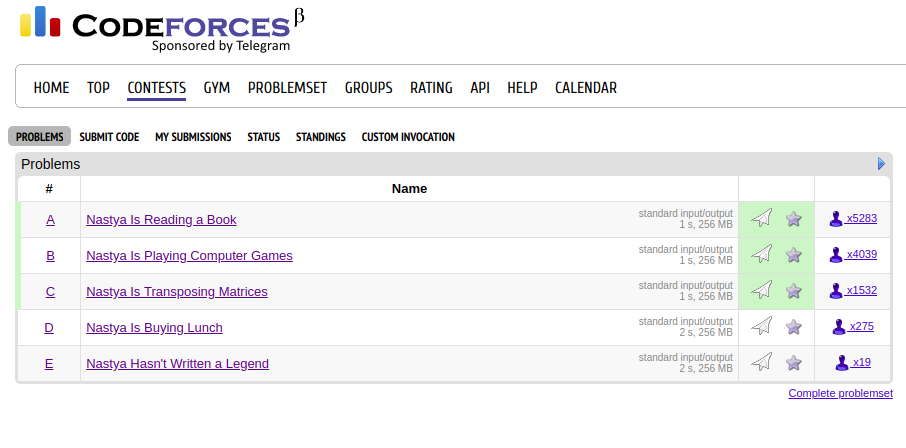 CODEFORCES β
Sponsored by Telegram
HOME TOP CONTESTS GYM PROBLEMSET GROUPS RATING API HELP CALENDAR
PROBLEMS SUBMIT CODE MY SUBMISSIONS STATUS STANDINGS CUSTOM INVOCATION
Problems
# Name
A Nastya Is Reading a Book standard input/output x5283
1 s, 256 MB
B Nastya Is Playing Computer Games standard input/output x4039
1 s, 256 MB
C Nastya Is Transposing Matrices standard input/output x1532
1 s, 256 MB
D Nastya Is Buying Lunch standard input/output x275
2 s, 256 MB
E Nastya Hasn't Written a Legend standard input/output x19
2 s, 256 MB
Complete problemset